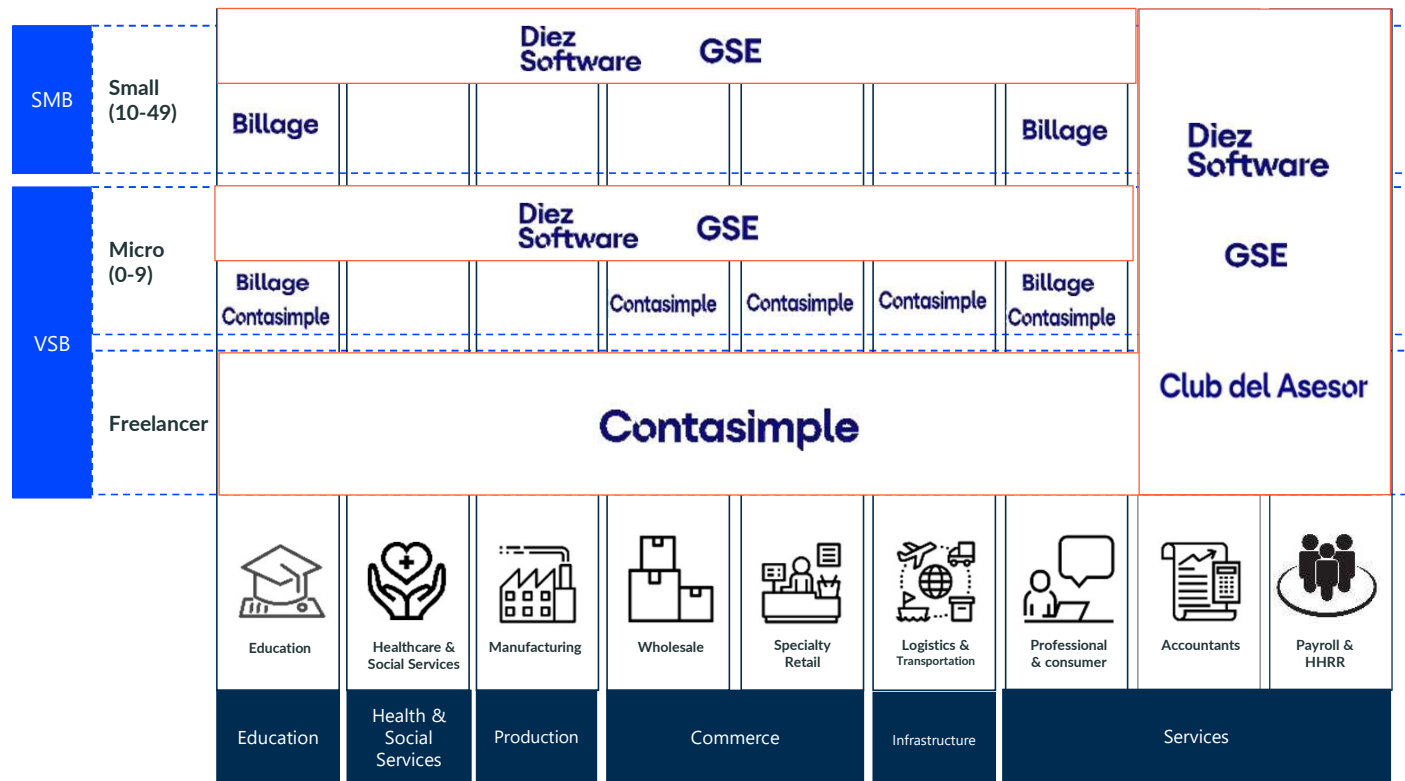 Diez
Software
GSE
SMB
Small
(10-49)
Billage
Billage
Diez
Software
GSE
Club del Asesor
VSB
Micro
(0-9)
Diez
Software
GSE
Billage
Contasimple
Contasimple
Contasimple
Contasimple
Billage
Contasimple
Freelancer
Contasimple
Education
Healthcare &
Social Services
Manufacturing
Wholesale
Specialty
Retail
Logistics &
Transportation
Professional
& consumer
Accountants
Payroll &
HHRR
Education
Health &
Social
Services
Production
Commerce
Infrastructure
Services